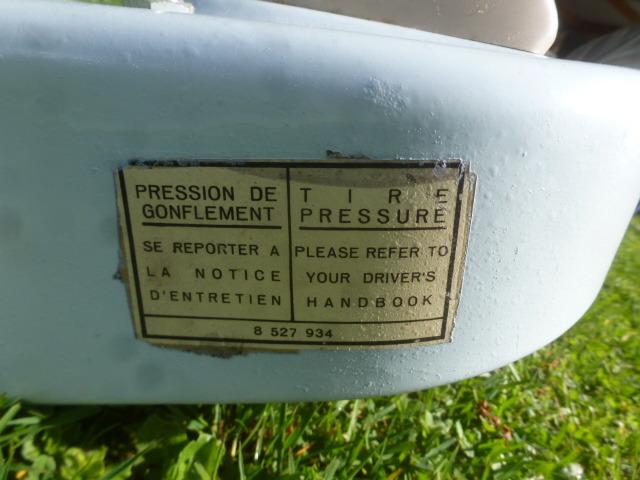 PRESSION DE
GONFLEMENT
SE REPORTER A
LA NOTICE
D'ENTRETIEN
TIRE
PRESSURE
PLEASE REFER TO
YOUR DRIVER'S
HANDBOOK
8 527 934